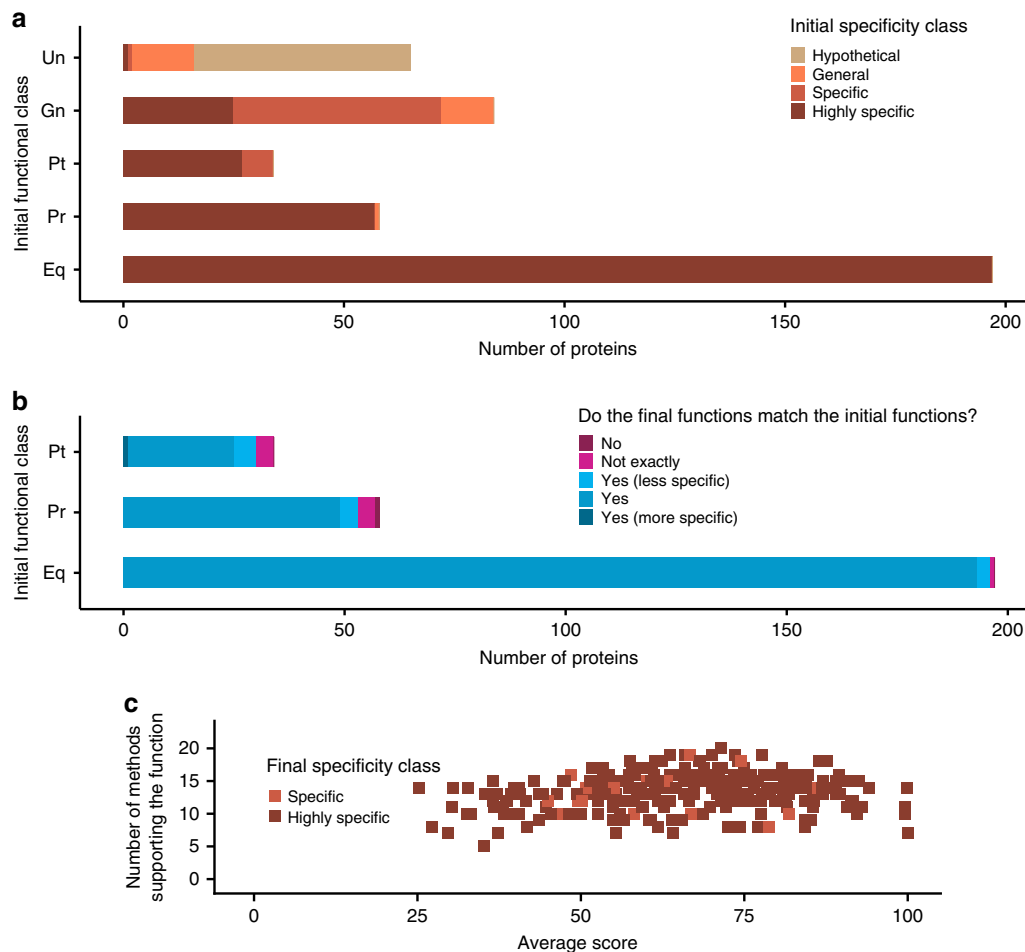 a
Initial specificity class
Hypothetical
General
Specific
Highly specific
Initial functional class
Un
Gn
Pt
Pr
Eq
0 50 100 150 200
Number of proteins
b
Do the final functions match the initial functions?
No
Not exactly
Yes (less specific)
Yes
Yes (more specific)
Initial functional class
Pt
Pr
Eq
0 50 100 150 200
Number of proteins
c
Number of methods
supporting the function
20
15
10
5
0
Final specificity class
Specific
Highly specific
0 25 50 75 100
Average score